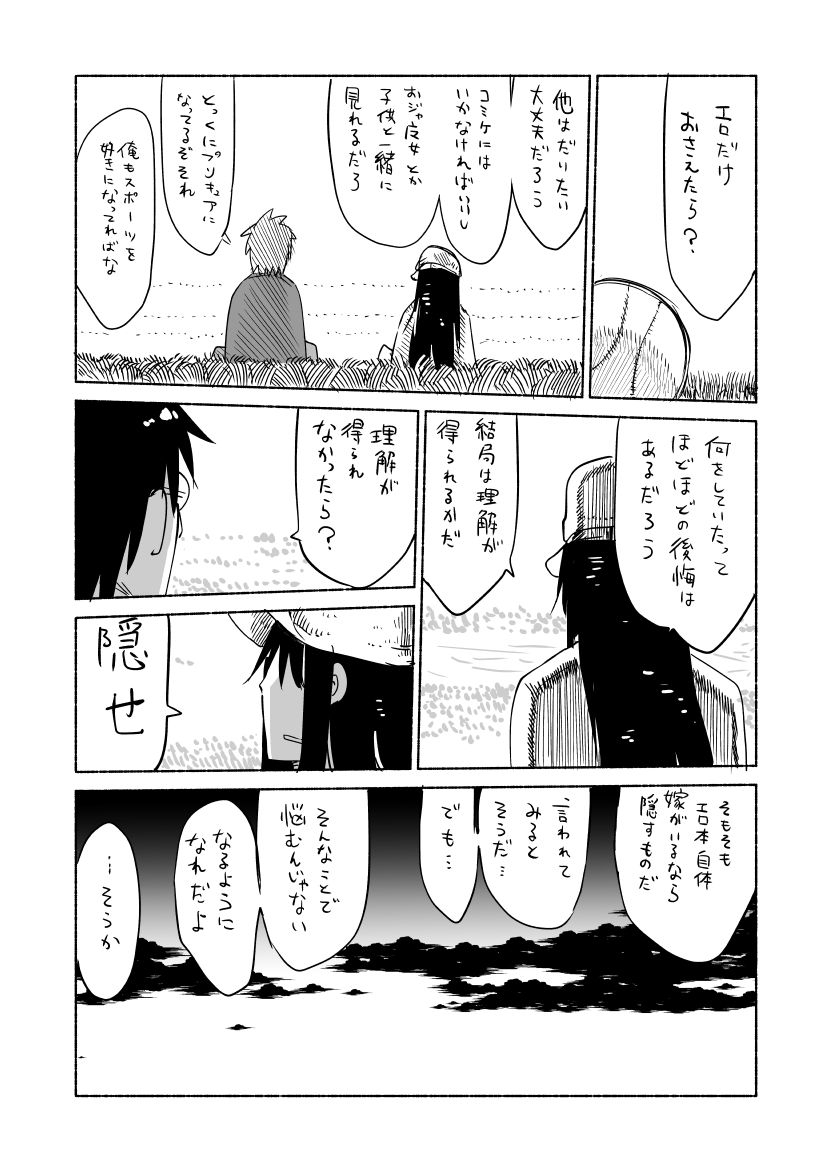 エロだけ
おさえたら?
他はだいたい
大丈夫だろう
コミケには
いかなければいいし
おジャ魔女とか
子供と一緒に
見れるだろ
とっくにプリキュアに
なってるぞそれ
俺もスポーツを
好きになってればな
何をしていたって
ほどほどの後悔は
あるだろう
結局は理解が
得られるかだ
理解が
得られ
なかったら?
隠せ
そもそも
エロ本自体
嫁がいるなら
隠すものだ
言われて
みると
そうだ…
でも…
そんなことで
悩むんじゃない
なるように
なれだよ
…そうか